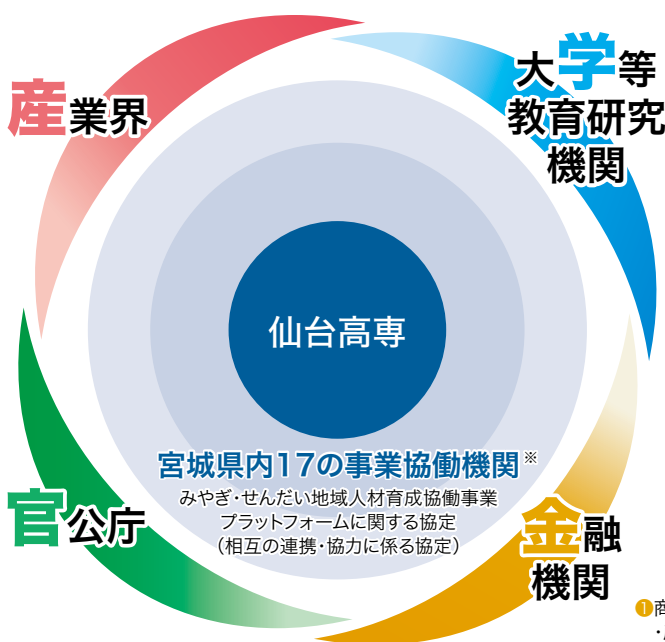 産業界
大学等
教育研究
機関
仙台高専
宮城県内17の事業協働機関※
みやぎ・せんだい地域人材育成協働事業
プラットフォームに関する協定
（相互の連携・協力に係る協定）
官公庁
金融
機関
❶商